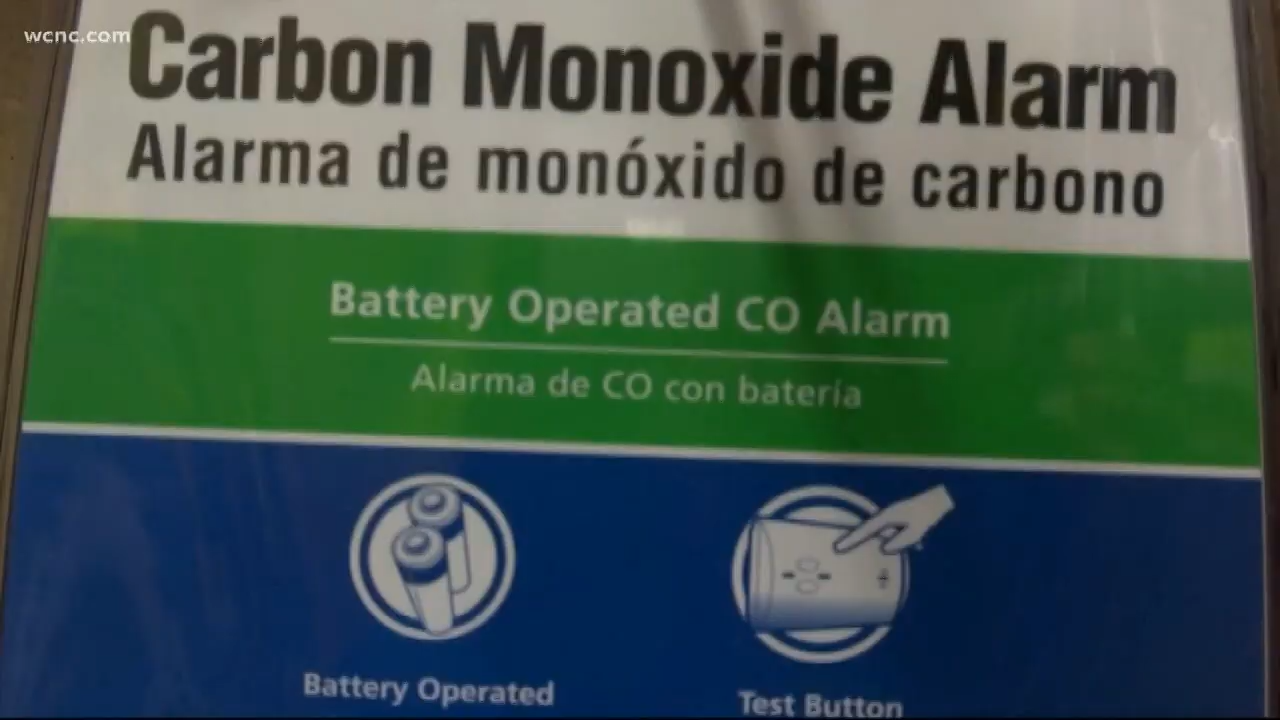 wcnc.com
Carbon Monoxide Alarm
Alarma de monóxido de carbono
Battery Operated CO Alarm
Alarma de CO con batería
Battery Operated
Test Button